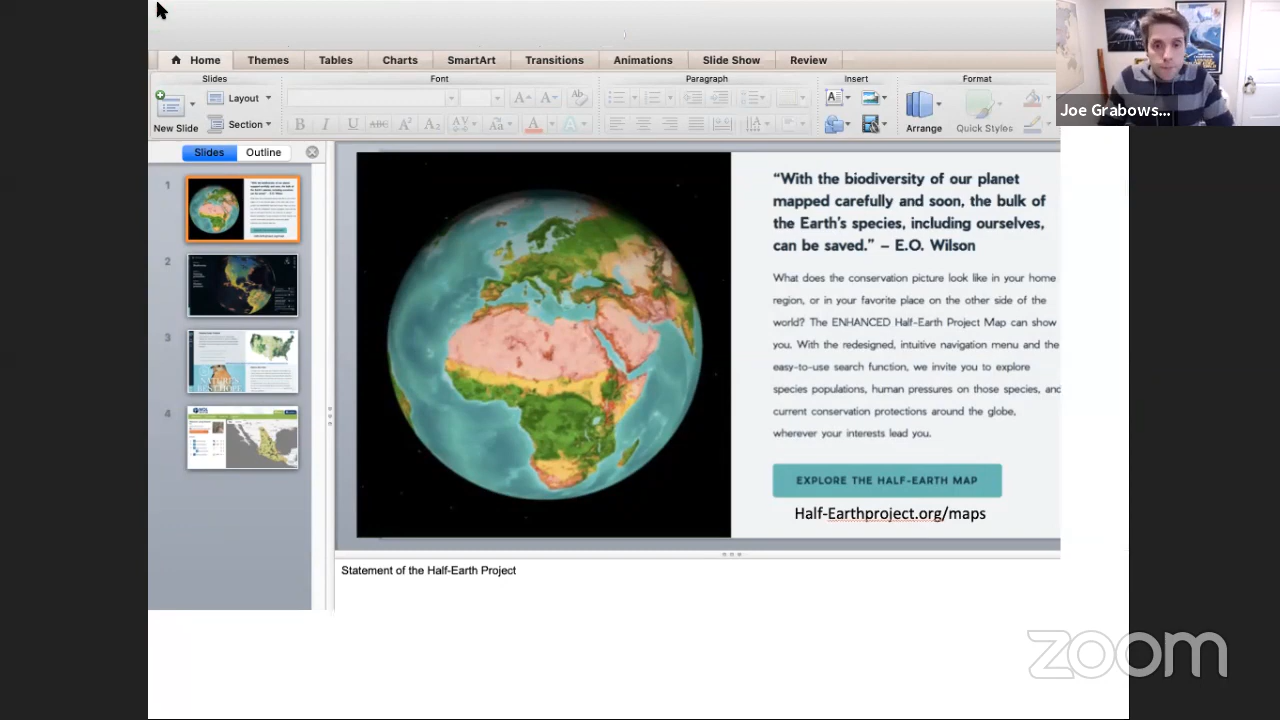 Home Themes Tables Charts SmartArt Transitions Animations Slide Show Review
Slides Font Paragraph Insert Format
Joe Grabows...
Layout
New Slide Section
B I U ABC A² A₂ AV Aa A A
Arrange Quick Styles
Slides Outline
1
2
3
4
“With the biodiversity of our planet
mapped carefully and soon, the bulk of
the Earth’s species, including ourselves,
can be saved.” – E.O. Wilson
What does the conservation picture look like in your home
region, or in your favorite place on the other side of the
world? The ENHANCED Half-Earth Project Map can show
you. With the redesigned, intuitive navigation menu and the
easy-to-use search function, we invite you to explore
species populations, human pressures on those species, and
current conservation protections around the globe,
wherever your interests lead you.
EXPLORE THE HALF-EARTH MAP
Half-Earthproject.org/maps
Statement of the Half-Earth Project
zoom